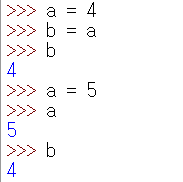 >>> a = 4
>>> b = a
>>> b
4
>>> a = 5
>>> a
5
>>> b
4